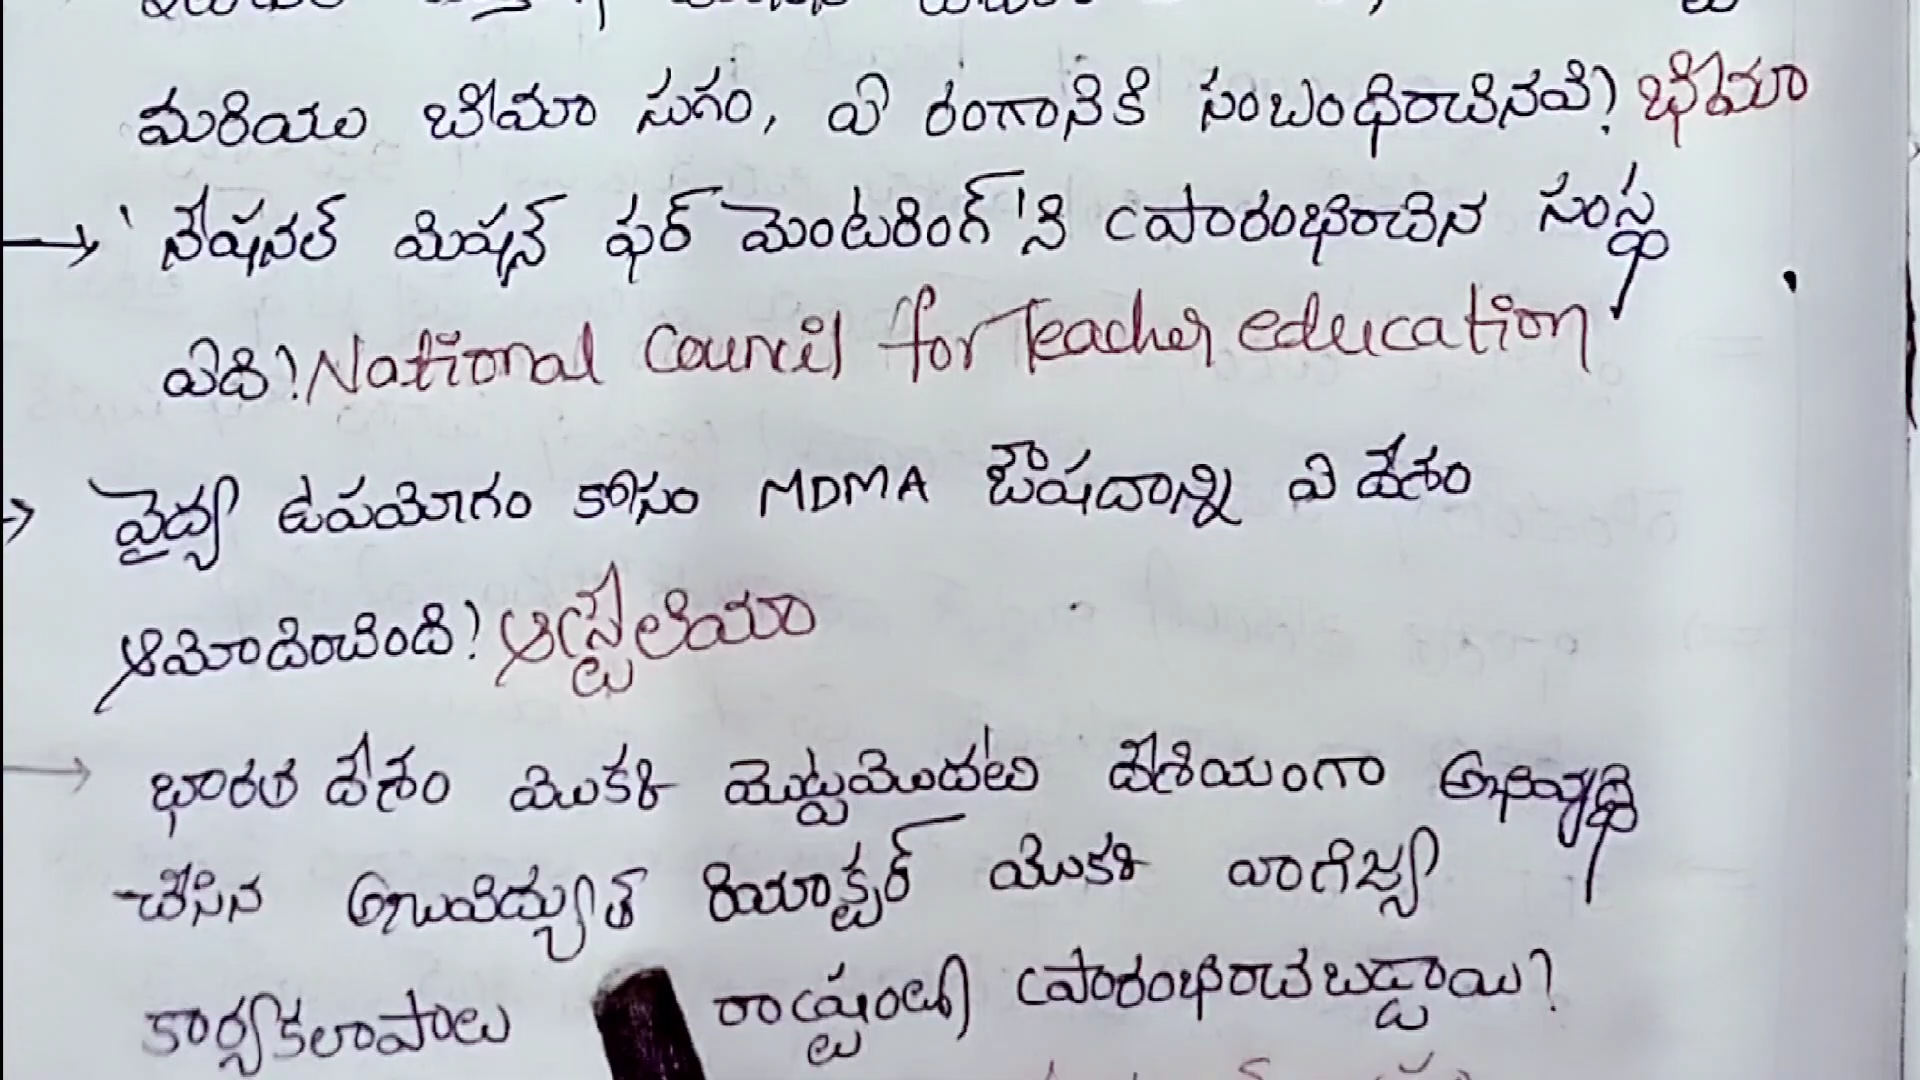 మరియు బీమా సుగం, ఏ రంగానికి సంబంధించినవి? భీమా
→ 'నేషనల్ మిషన్ ఫర్ మెంటరింగ్'ని ప్రారంభించిన సంస్థ
ఏది? National Council for Teacher education
→ వైద్య ఉపయోగం కోసం MDMA ఔషదాన్ని ఏ దేశం
ఆమోదించింది? ఆస్ట్రేలియా
→ భారత దేశం యొక్క మొట్టమొదటి దేశీయంగా అభివృద్ధి
చేసిన అణువిద్యుత్ రియాక్టర్ యొక్క వాణిజ్య
కార్యకలాపాలు రాష్ట్రంలో ప్రారంభించబడ్డాయి?